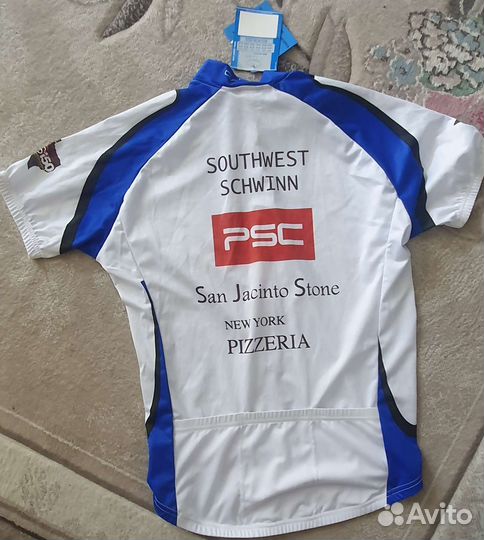 SOUTHWEST
SCHWINN
PSC
San Jacinto Stone
NEW YORK
PIZZERIA
Avito